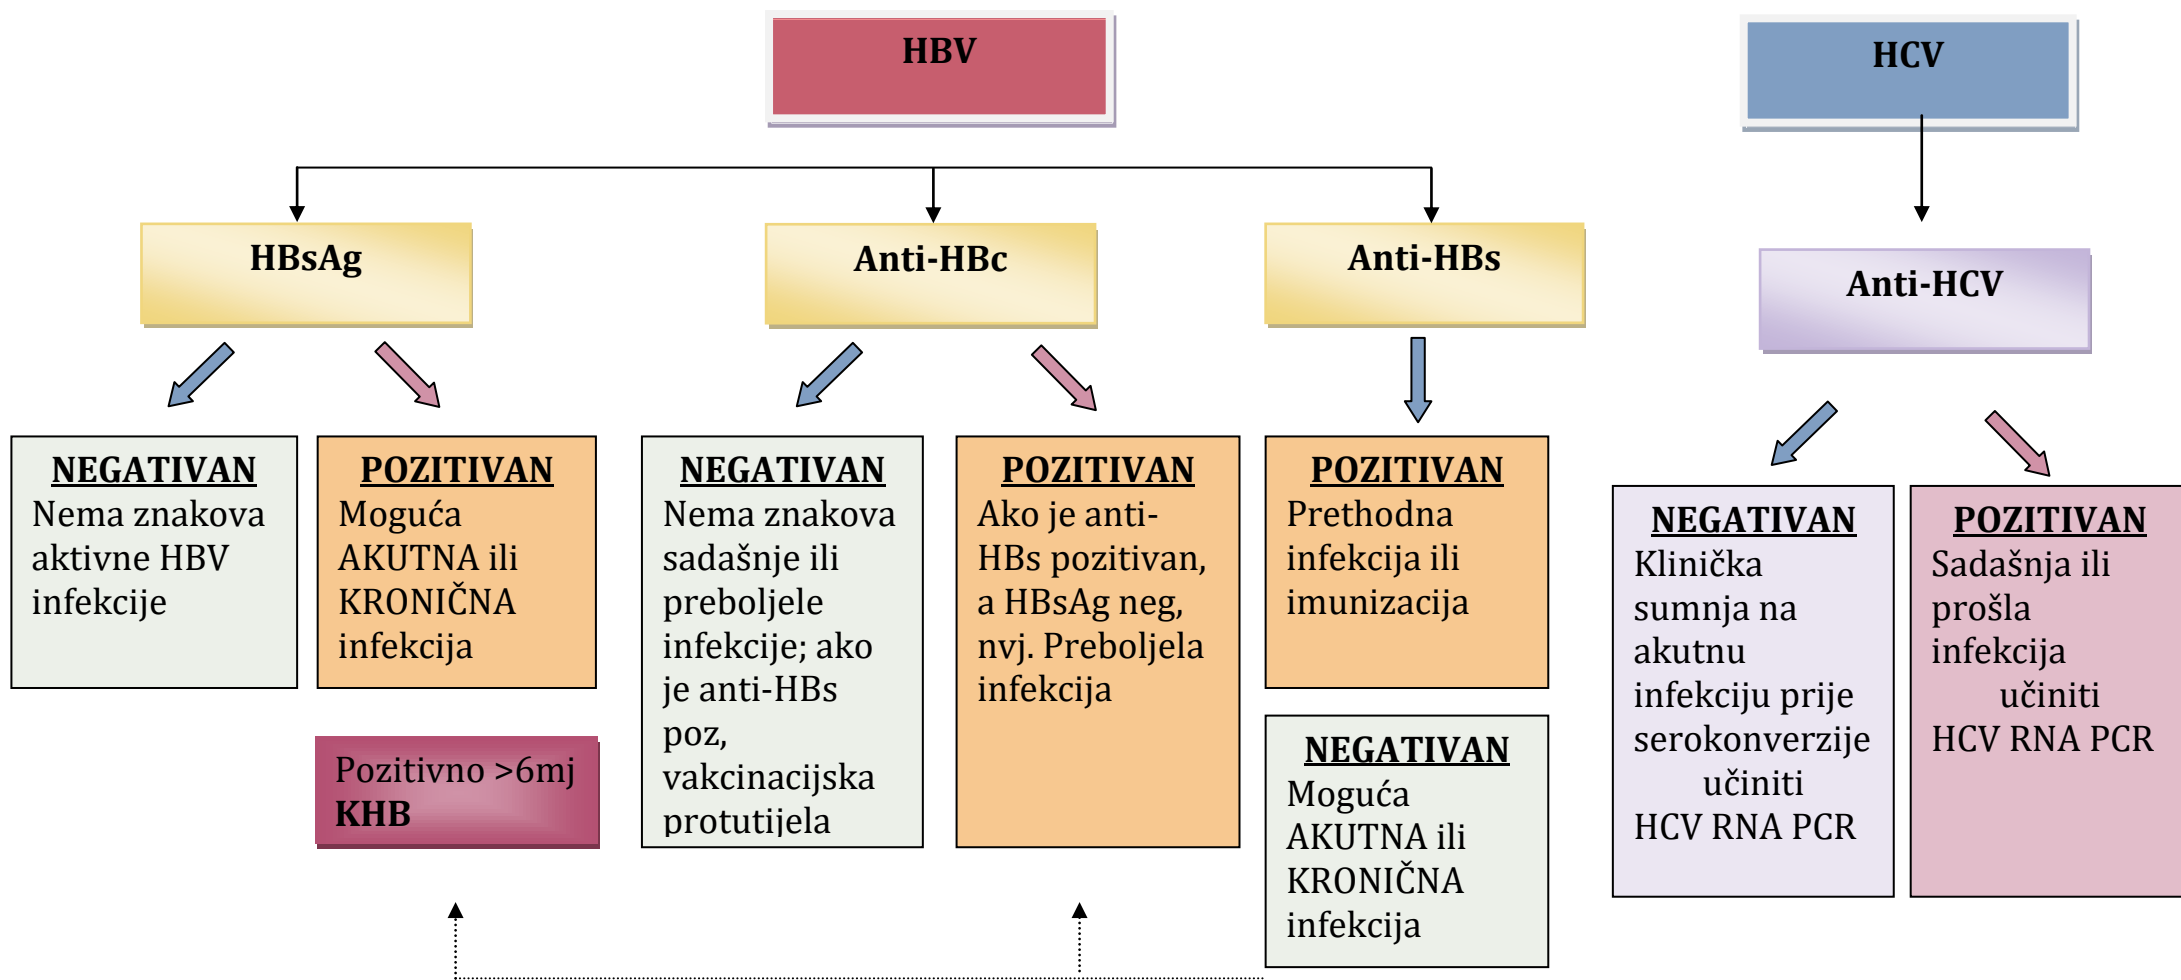 HBV
HCV
HBsAg
Anti-HBc
Anti-HBs
Anti-HCV
NEGATIVAN
Nema znakova
aktivne HBV
infekcije
POZITIVAN
Moguća
AKUTNA ili
KRONIČNA
infekcija
Pozitivno >6mj
KHB
NEGATIVAN
Nema znakova
sadašnje ili
preboljele
infekcije; ako
je anti-HBs
poz,
vakcinacijska
protutijela
POZITIVAN
Ako je anti-
HBs pozitivan,
a HBsAg neg,
nvj. Preboljela
infekcija
POZITIVAN
Prethodna
infekcija ili
imunizacija
NEGATIVAN
Moguća
AKUTNA ili
KRONIČNA
infekcija
NEGATIVAN
Klinička
sumnja na
akutnu
infekciju prije
serokonverzije
učiniti
HCV RNA PCR
POZITIVAN
Sadašnja ili
prošla
infekcija
učiniti
HCV RNA PCR